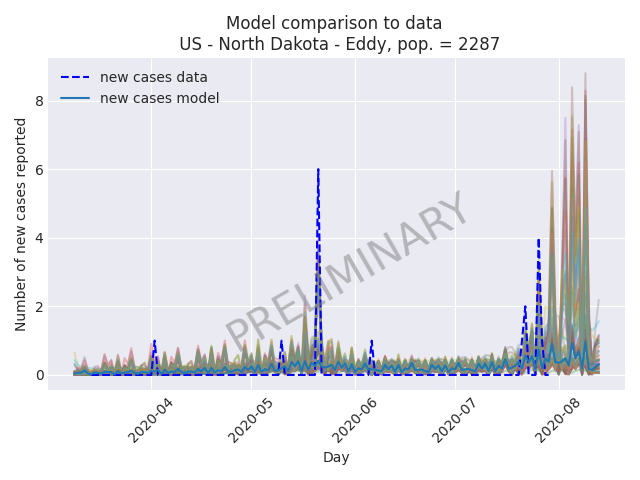 Model comparison to data
US - North Dakota - Eddy, pop. = 2287
new cases data
new cases model
PRELIMINARY
Number of new cases reported
8
6
4
2
0
2020-04
2020-05
2020-06
2020-07
2020-08
Day